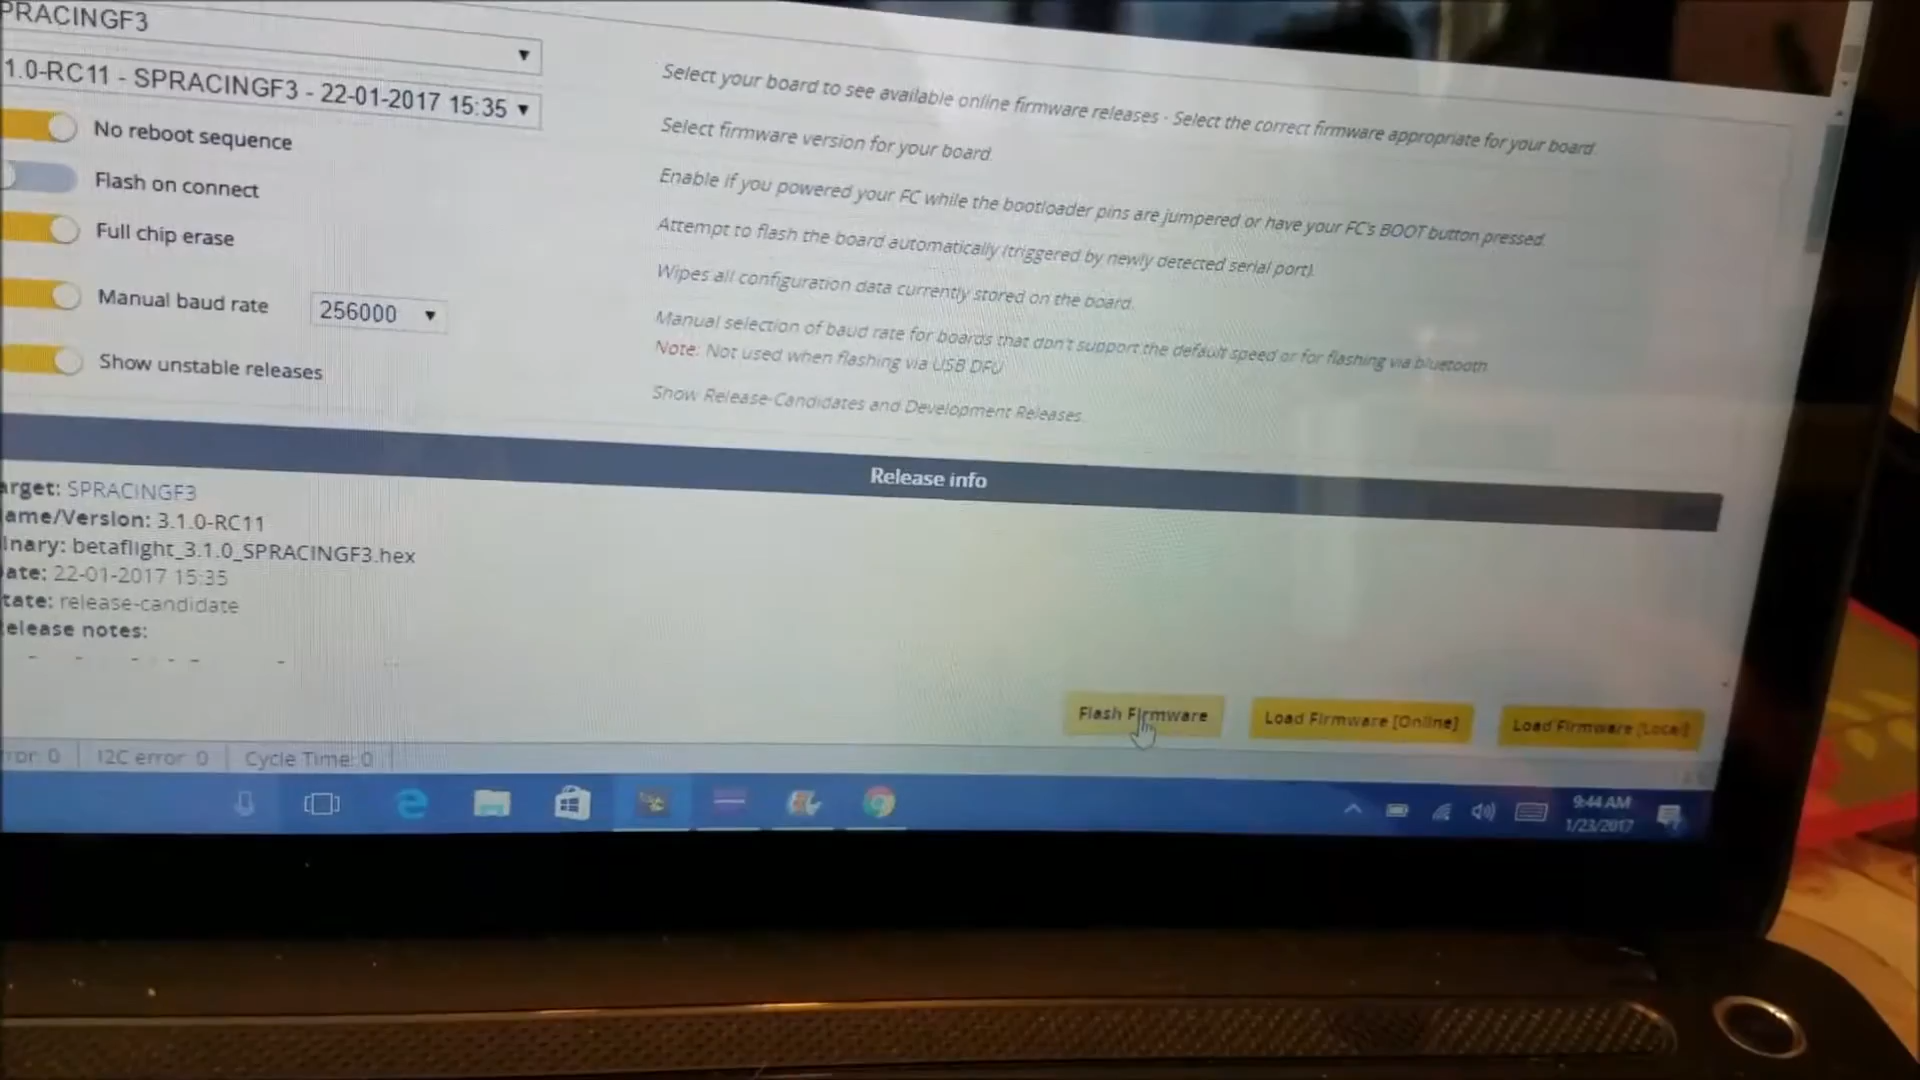 PRACINGF3
1.0-RC11 - SPRACINGF3 - 22-01-2017 15:35
Select your board to see available online firmware releases - Select the correct firmware appropriate for your board.
Select firmware version for your board.
No reboot sequence
Enable if you powered your FC while the bootloader pins are jumpered or have your FC's BOOT button pressed.
Flash on connect
Attempt to flash the board automatically (triggered by newly detected serial port).
Full chip erase
Wipes all configuration data currently stored on the board.
Manual baud rate
256000
Manual selection of baud rate for boards that don't support the default speed or for flashing via bluetooth.
Note: Not used when flashing via USB DFU
Show unstable releases
Show Release-Candidates and Development Releases.
Release info
arget: SPRACINGF3
ame/Version: 3.1.0-RC11
inary: betaflight_3.1.0_SPRACINGF3.hex
ate: 22-01-2017 15:35
tate: release-candidate
elease notes:
Flash Firmware
Load Firmware [Online]
Load Firmware [Local]
ror: 0
I2C error: 0
Cycle Time: 0
9:44 AM
1/23/2017